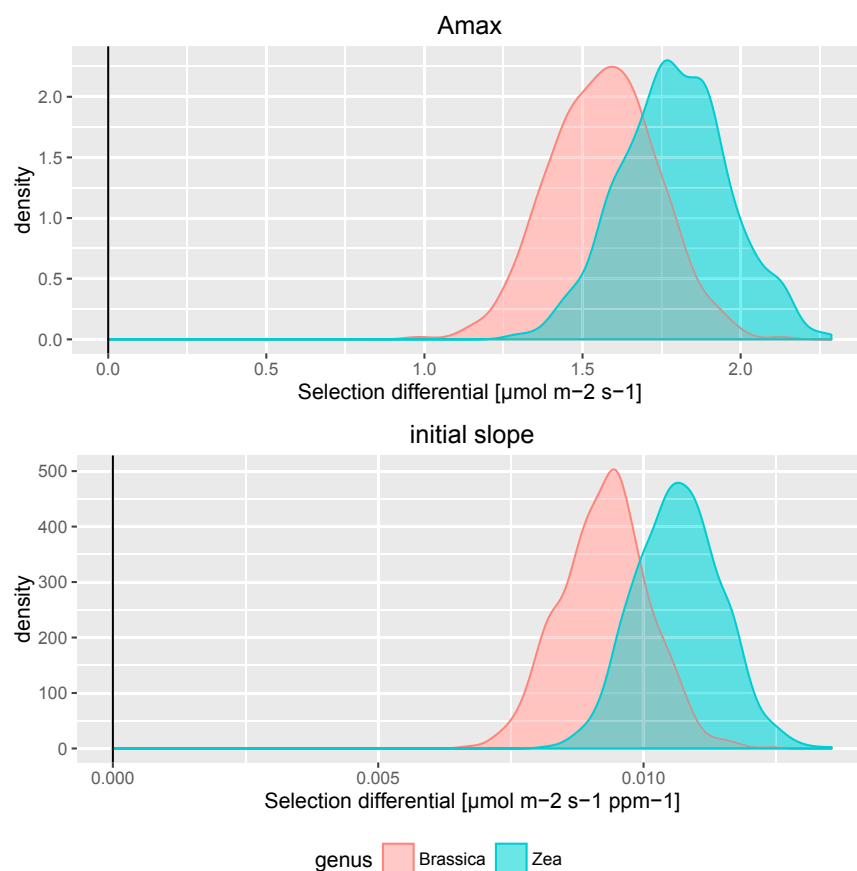 Amax
2.0
1.5
1.0
0.5
0.0
density
0.0 0.5 1.0 1.5 2.0
Selection differential [µmol m−2 s−1]
initial slope
500
400
300
200
100
0
density
0.000 0.005 0.010
Selection differential [µmol m−2 s−1 ppm−1]
genus Brassica Zea